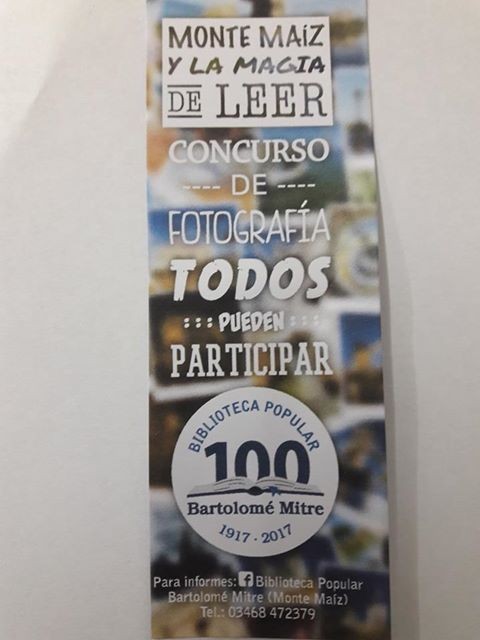 MONTE MAÍZ
Y LA MAGIA
DE LEER
CONCURSO
---- DE ----
FOTOGRAFÍA
TODOS
::: PUEDEN :::
PARTICIPAR
BIBLIOTECA POPULAR
100
Bartolomé Mitre
1917 - 2017
Para informes: f Biblioteca Popular
Bartolomé Mitre (Monte Maíz)
Tel.: 03468 472379